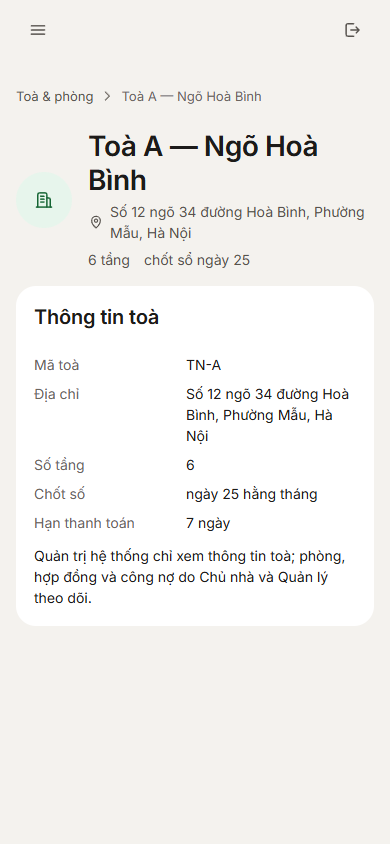 Toà & phòng > Toà A — Ngõ Hoà Bình
Toà A — Ngõ Hoà
Bình
Số 12 ngõ 34 đường Hoà Bình, Phường
Mẫu, Hà Nội
6 tầng chốt sổ ngày 25
Thông tin toà
Mã toà TN-A
Địa chỉ Số 12 ngõ 34 đường Hoà
Bình, Phường Mẫu, Hà
Nội
Số tầng 6
Chốt số ngày 25 hằng tháng
Hạn thanh toán 7 ngày
Quản trị hệ thống chỉ xem thông tin toà; phòng,
hợp đồng và công nợ do Chủ nhà và Quản lý
theo dõi.